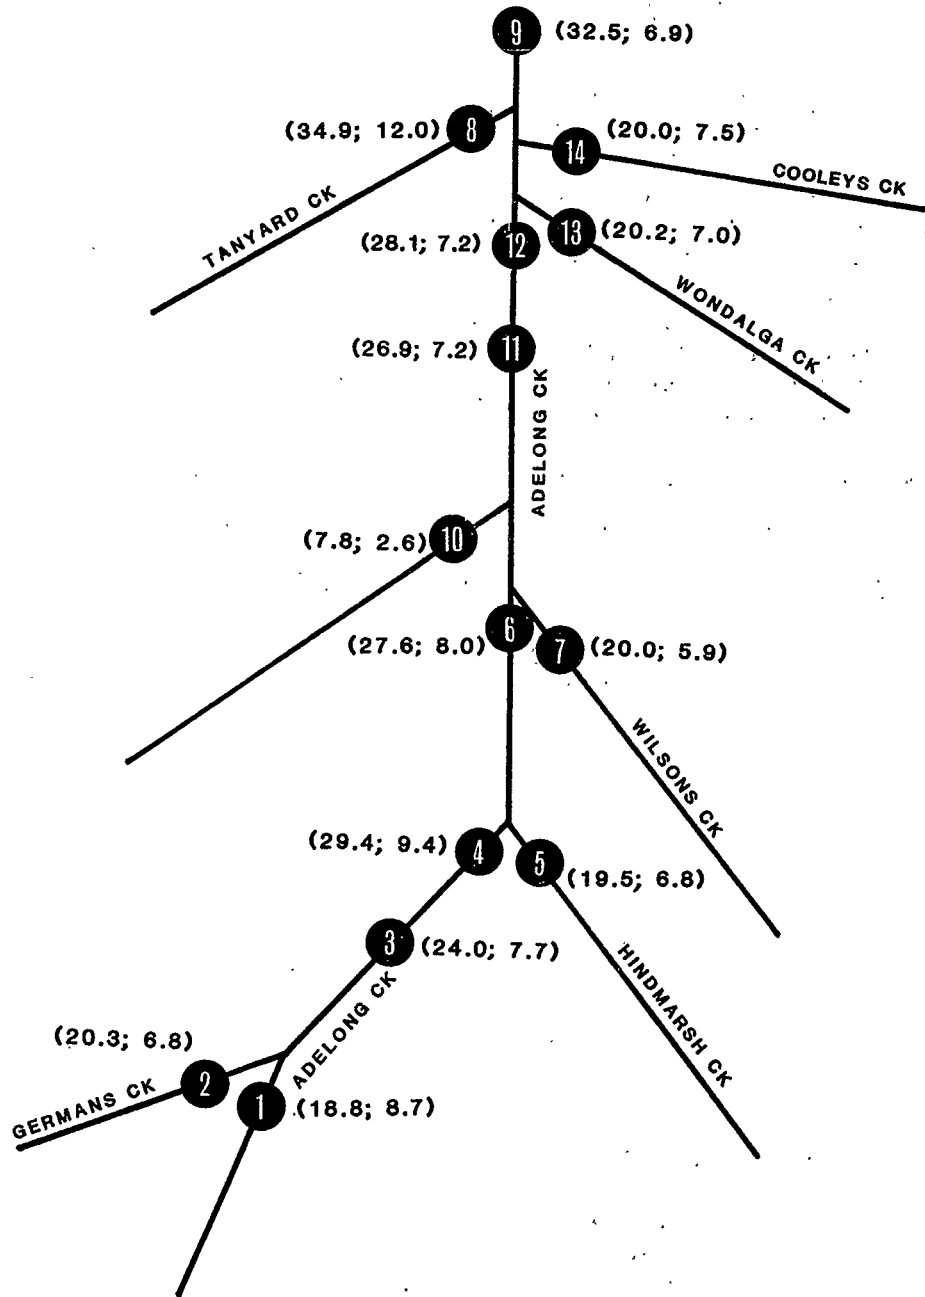 9 (32.5; 6.9)
(34.9; 12.0) 8
(20.0; 7.5)
14
COOLEYS CK
TANYARD CK
(28.1; 7.2) 12
13 (20.2; 7.0)
WONDALGA CK
(26.9; 7.2) 11
ADELONG CK
(7.8; 2.6) 10
(27.6; 8.0) 6
7 (20.0; 5.9)
WILSONS CK
(29.4; 9.4) 4
5 (19.5; 6.8)
3 (24.0; 7.7)
HINDMARSH CK
ADELONG CK
(20.3; 6.8)
2
GERMANS CK
1 (18.8; 8.7)